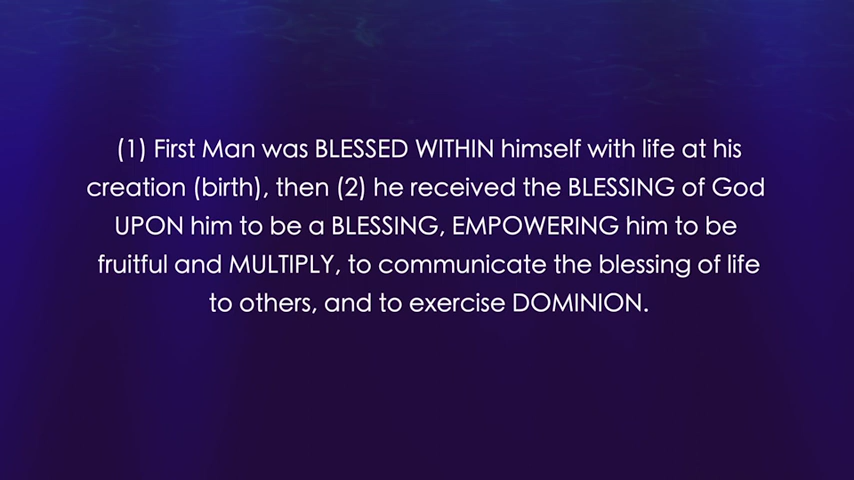 (1) First Man was BLESSED WITHIN himself with life at his
creation (birth), then (2) he received the BLESSING of God
UPON him to be a BLESSING, EMPOWERING him to be
fruitful and MULTIPLY, to communicate the blessing of life
to others, and to exercise DOMINION.